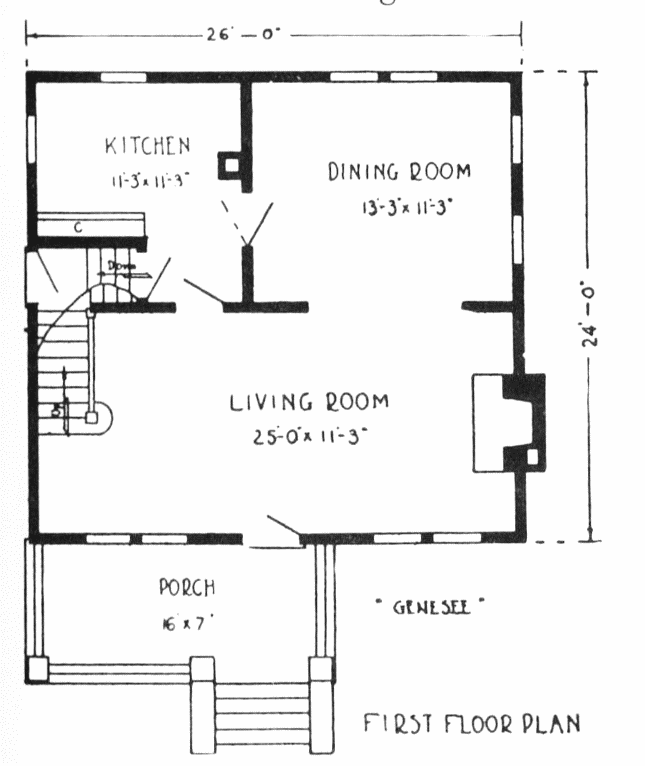 26'-0"
KITCHEN
11'-3" x 11'-3"
DINING ROOM
13'-3" x 11'-3"
C
Down
24'-0"
LIVING ROOM
25'-0" x 11'-3"
Up
PORCH
16' x 7'
"GENESEE"
FIRST FLOOR PLAN